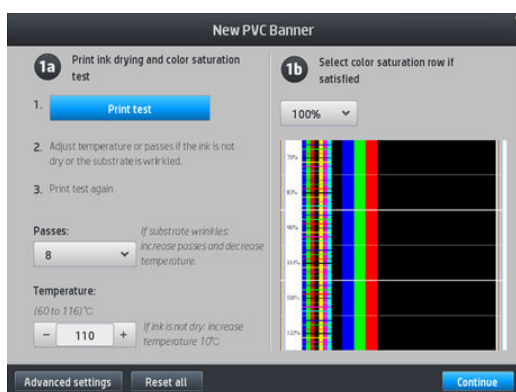 New PVC Banner
1a
Print ink drying and color saturation
test
1.
Print test
2. Adjust temperature or passes if the ink is not
dry or the substrate is wrinkled.
3. Print test again
Passes:
8
If substrate wrinkles:
increase passes and decrease
temperature.
Temperature:
(60 to 116)°C
− 110 +
If ink is not dry: increase
temperature 10°C
1b
Select color saturation row if
satisfied
100%
Advanced settings
Reset all
Continue